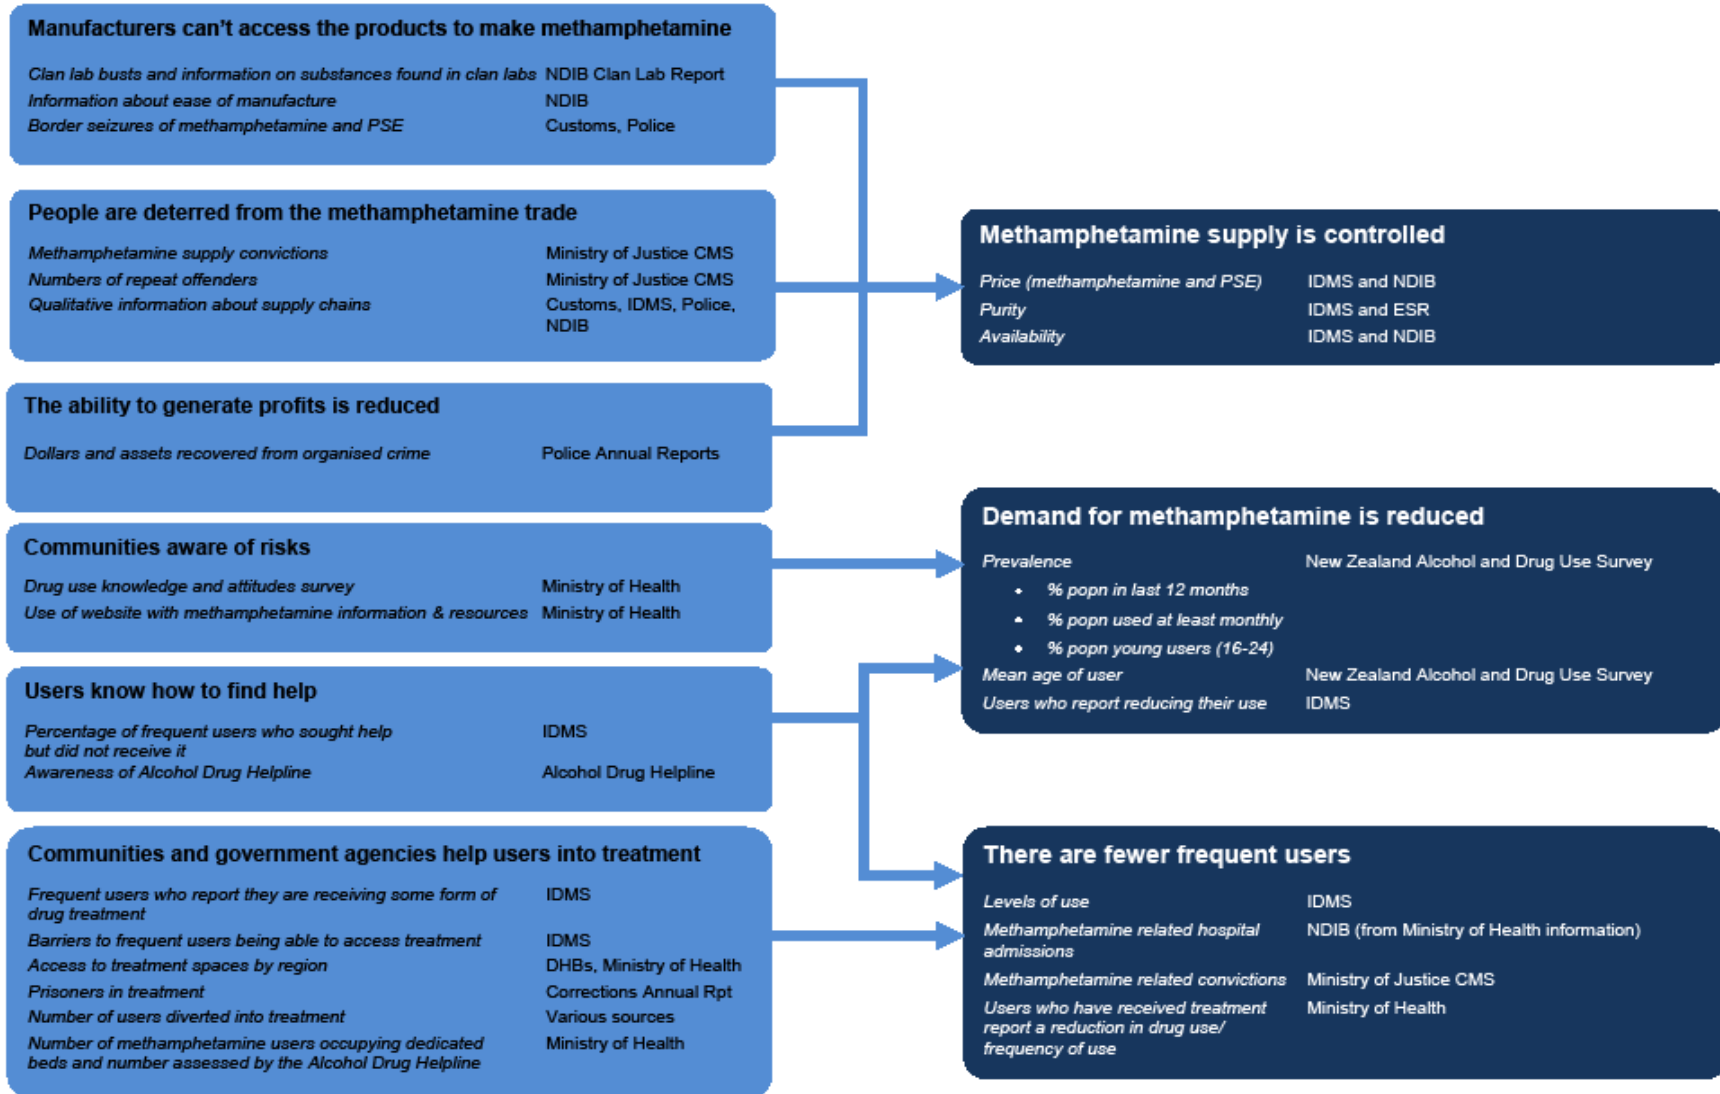 Manufacturers can't access the products to make methamphetamine
Clan lab busts and information on substances found in clan labs NDIB Clan Lab Report
Information about ease of manufacture NDIB
Border seizures of methamphetamine and PSE Customs, Police
People are deterred from the methamphetamine trade
Methamphetamine supply convictions Ministry of Justice CMS
Numbers of repeat offenders Ministry of Justice CMS
Qualitative information about supply chains Customs, IDMS, Police,
NDIB
The ability to generate profits is reduced
Dollars and assets recovered from organised crime Police Annual Reports
Communities aware of risks
Drug use knowledge and attitudes survey Ministry of Health
Use of website with methamphetamine information & resources Ministry of Health
Users know how to find help
Percentage of frequent users who sought help IDMS
but did not receive it
Awareness of Alcohol Drug Helpline Alcohol Drug Helpline
Communities and government agencies help users into treatment
Frequent users who report they are receiving some form of IDMS
drug treatment
Barriers to frequent users being able to access treatment IDMS
Access to treatment spaces by region DHBs, Ministry of Health
Prisoners in treatment Corrections Annual Rpt
Number of users diverted into treatment Various sources
Number of methamphetamine users occupying dedicated Ministry of Health
beds and number assessed by the Alcohol Drug Helpline
Methamphetamine supply is controlled
Price (methamphetamine and PSE) IDMS and NDIB
Purity IDMS and ESR
Availability IDMS and NDIB
Demand for methamphetamine is reduced
Prevalence New Zealand Alcohol and Drug Use Survey
• % popn in last 12 months
• % popn used at least monthly
• % popn young users (16-24)
Mean age of user New Zealand Alcohol and Drug Use Survey
Users who report reducing their use IDMS
There are fewer frequent users
Levels of use IDMS
Methamphetamine related hospital NDIB (from Ministry of Health information)
admissions
Methamphetamine related convictions Ministry of Justice CMS
Users who have received treatment Ministry of Health
report a reduction in drug use/
frequency of use